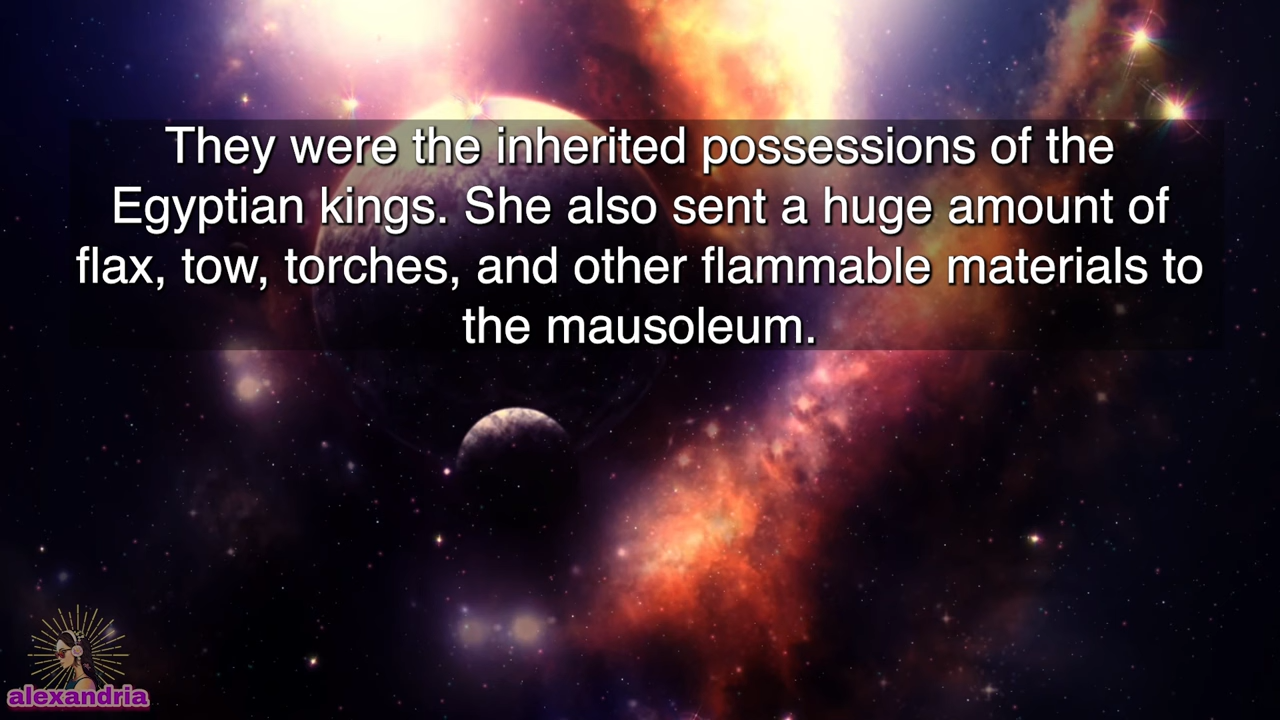 They were the inherited possessions of the
Egyptian kings. She also sent a huge amount of
flax, tow, torches, and other flammable materials to
the mausoleum.
alexandria